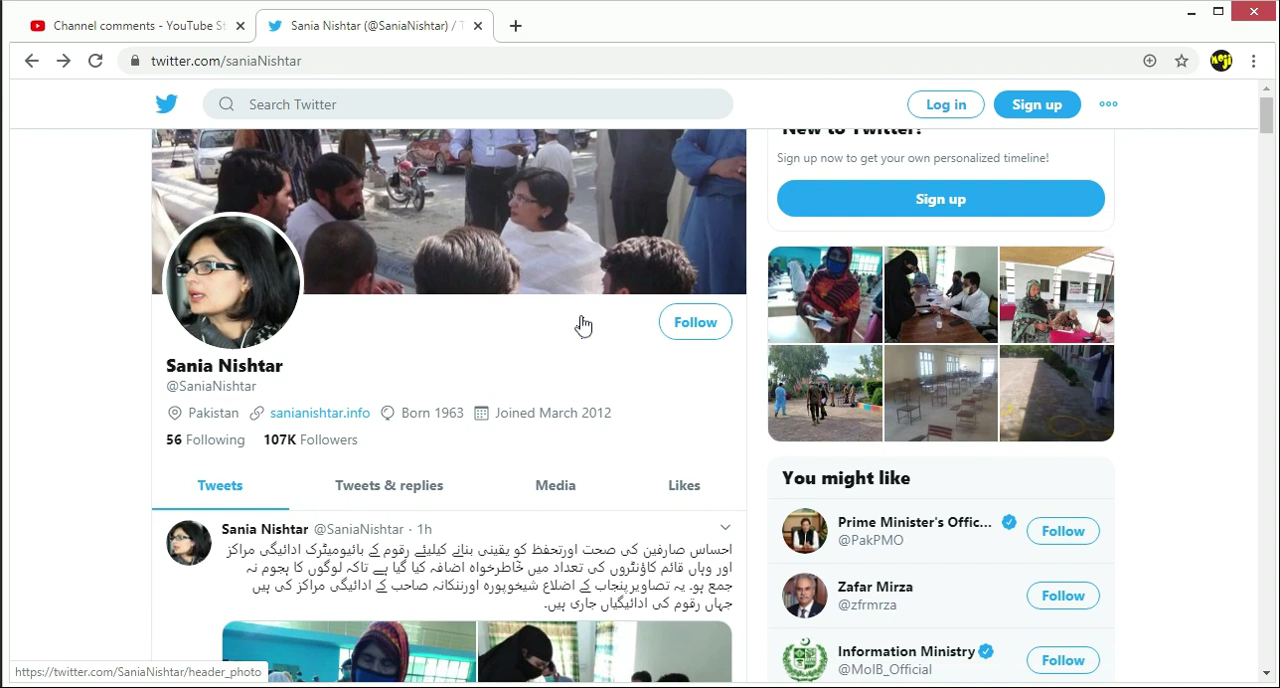 Channel comments - YouTube St
Sania Nishtar (@SaniaNishtar) / T
twitter.com/saniaNishtar
Moji
Search Twitter
Log in
Sign up
New to Twitter?
Sign up now to get your own personalized timeline!
Sign up
Follow
Sania Nishtar
@SaniaNishtar
Pakistan sanianishtar.info Born 1963 Joined March 2012
56 Following 107K Followers
Tweets Tweets & replies Media Likes
Sania Nishtar @SaniaNishtar · 1h
احساس صارفین کی صحت اورتحفظ کو یقینی بنانے کیلیئے رقوم کے بائیومیٹرک ادائیگی مراکز
اور وہاں قائم کاؤنٹروں کی تعداد میں خاطرخواہ اضافہ کیا گیا ہے تاکہ لوگوں کا ہجوم نہ
جمع ہو۔ یہ تصاویرپنجاب کے اضلاع شیخوپورہ اورننکانہ صاحب کے ادائیگی مراکز کی ہیں
جہاں رقوم کی ادائیگیاں جاری ہیں.
You might like
Prime Minister's Offic...
@PakPMO
Follow
Zafar Mirza
@zfrmrza
Follow
Information Ministry
@MoIB_Official
Follow
https://twitter.com/SaniaNishtar/header_photo